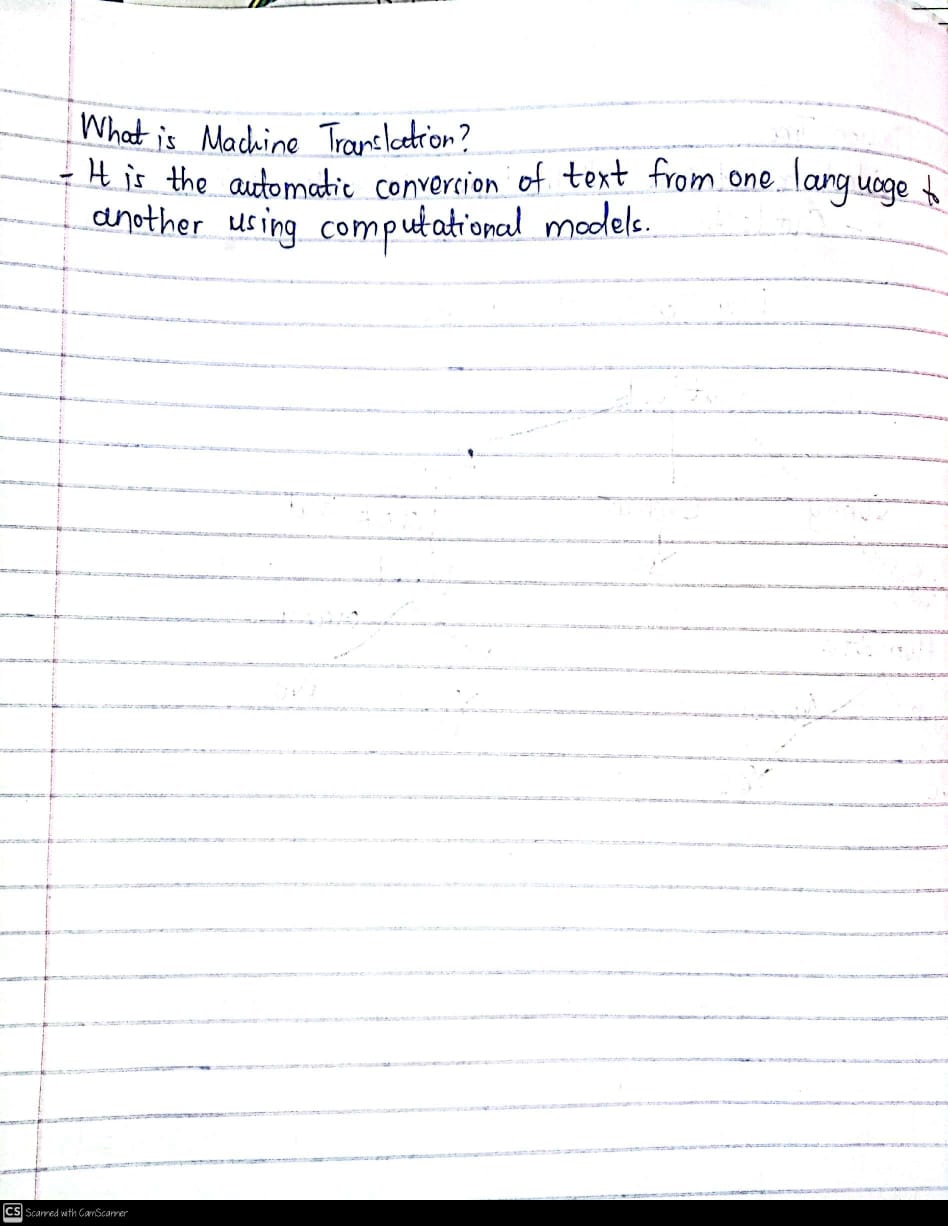 What is Machine Translation?
- It is the automatic conversion of text from one language to
another using computational models.
CS Scanned with CamScanner